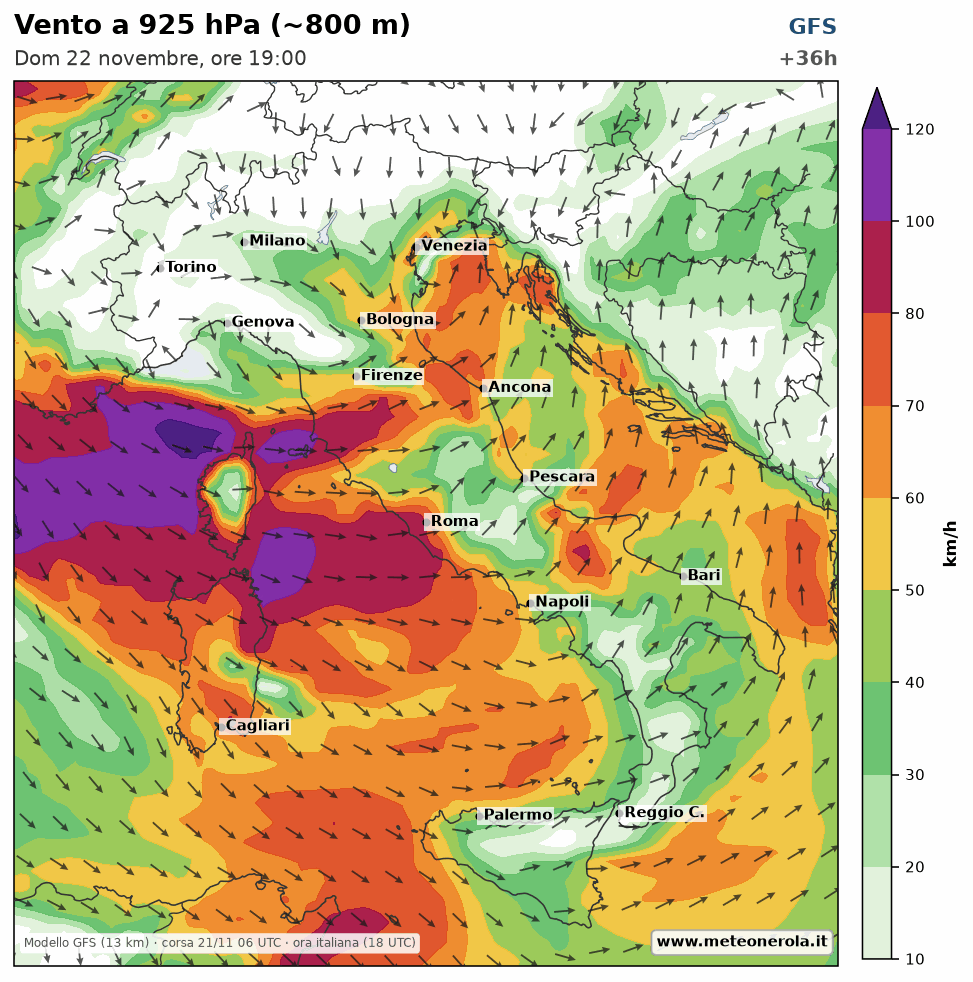 Vento a 925 hPa (~800 m)
GFS
Dom 22 novembre, ore 19:00
+36h
Milano
Venezia
Torino
Bologna
Genova
Firenze
Ancona
Pescara
Roma
Bari
Napoli
Cagliari
Palermo
Reggio C.
120
100
80
70
60
50
40
30
20
10
km/h
Modello GFS (13 km) · corsa 21/11 06 UTC · ora italiana (18 UTC)
www.meteonerola.it